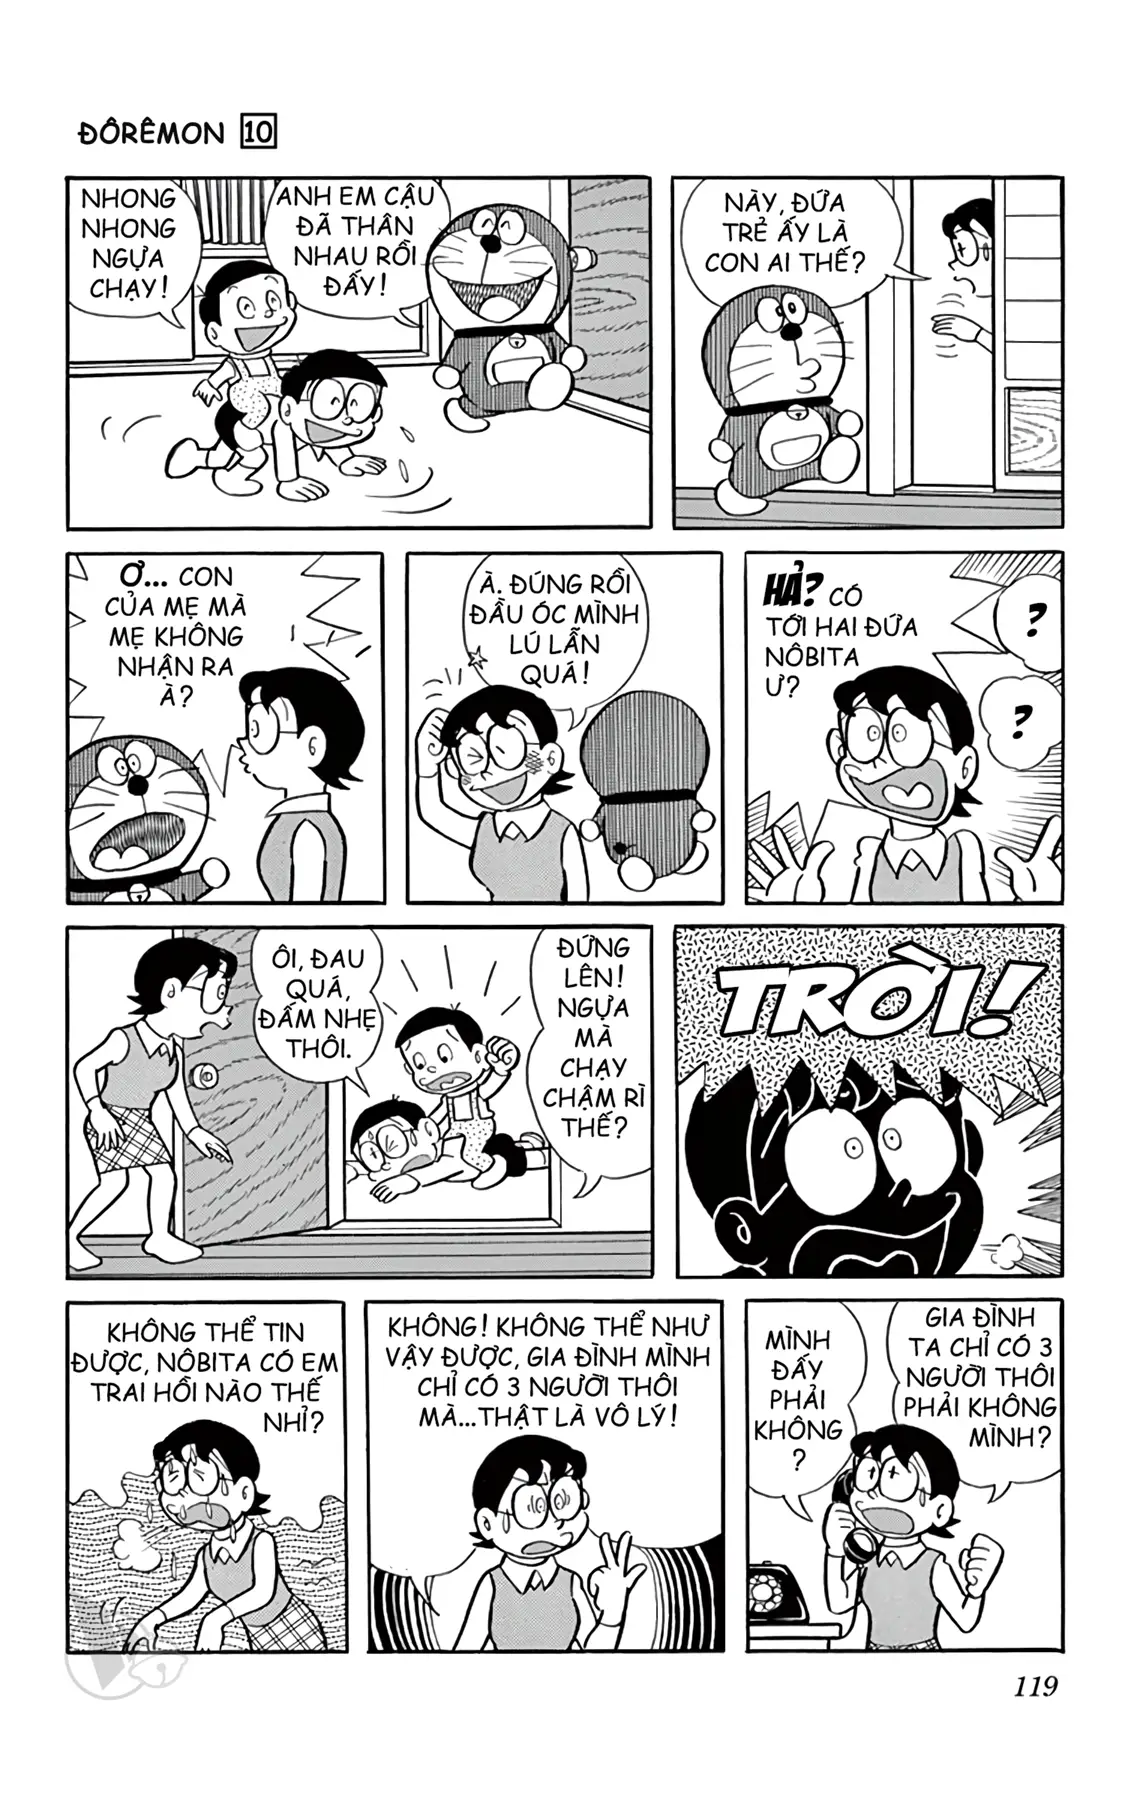 ĐÔRÊMON 10
NHONG
NHONG
NGỰA
CHẠY!
ANH EM CẬU
ĐÃ THÂN
NHAU RỒI
ĐẤY!
NÀY, ĐỨA
TRẺ ẤY LÀ
CON AI THẾ?
Ơ... CON
CỦA MẸ MÀ
MẸ KHÔNG
NHẬN RA
À?
À. ĐÚNG RỒI
ĐẦU ÓC MÌNH
LÚ LẪN
QUÁ!
HẢ? CÓ
TỚI HAI ĐỨA
NÔBITA
Ư?
?
?
ÔI, ĐAU
QUÁ,
ĐẤM NHẸ
THÔI.
ĐỨNG
LÊN!
NGỰA
MÀ
CHẠY
CHẬM RÌ
THẾ?
TRỜI!
KHÔNG THỂ TIN
ĐƯỢC, NÔBITA CÓ EM
TRAI HỒI NÀO THẾ
NHỈ?
KHÔNG! KHÔNG THỂ NHƯ
VẬY ĐƯỢC, GIA ĐÌNH MÌNH
CHỈ CÓ 3 NGƯỜI THÔI
MÀ...THẬT LÀ VÔ LÝ!
MÌNH
ĐẤY
PHẢI
KHÔNG
?
GIA ĐÌNH
TA CHỈ CÓ 3
NGƯỜI THÔI
PHẢI KHÔNG
MÌNH?
119